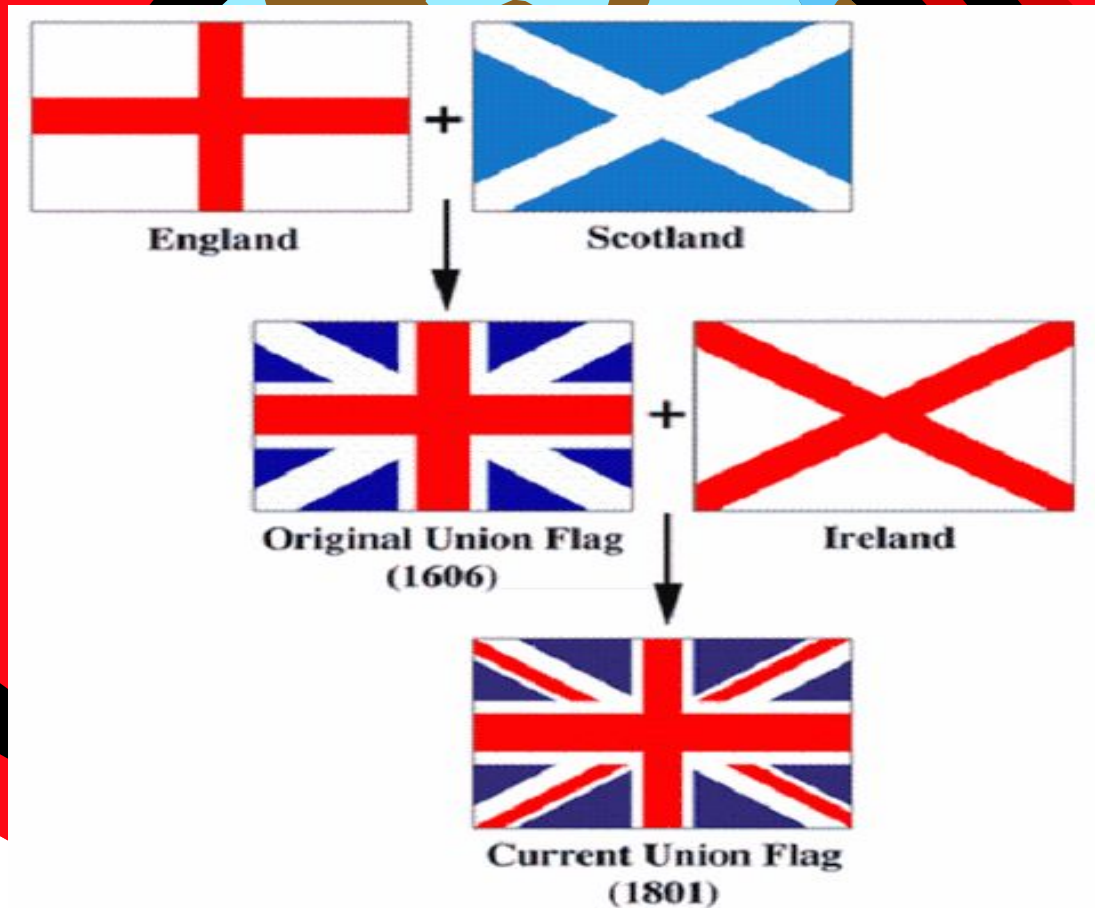 England
Scotland
Original Union Flag
(1606)
Ireland
Current Union Flag
(1801)